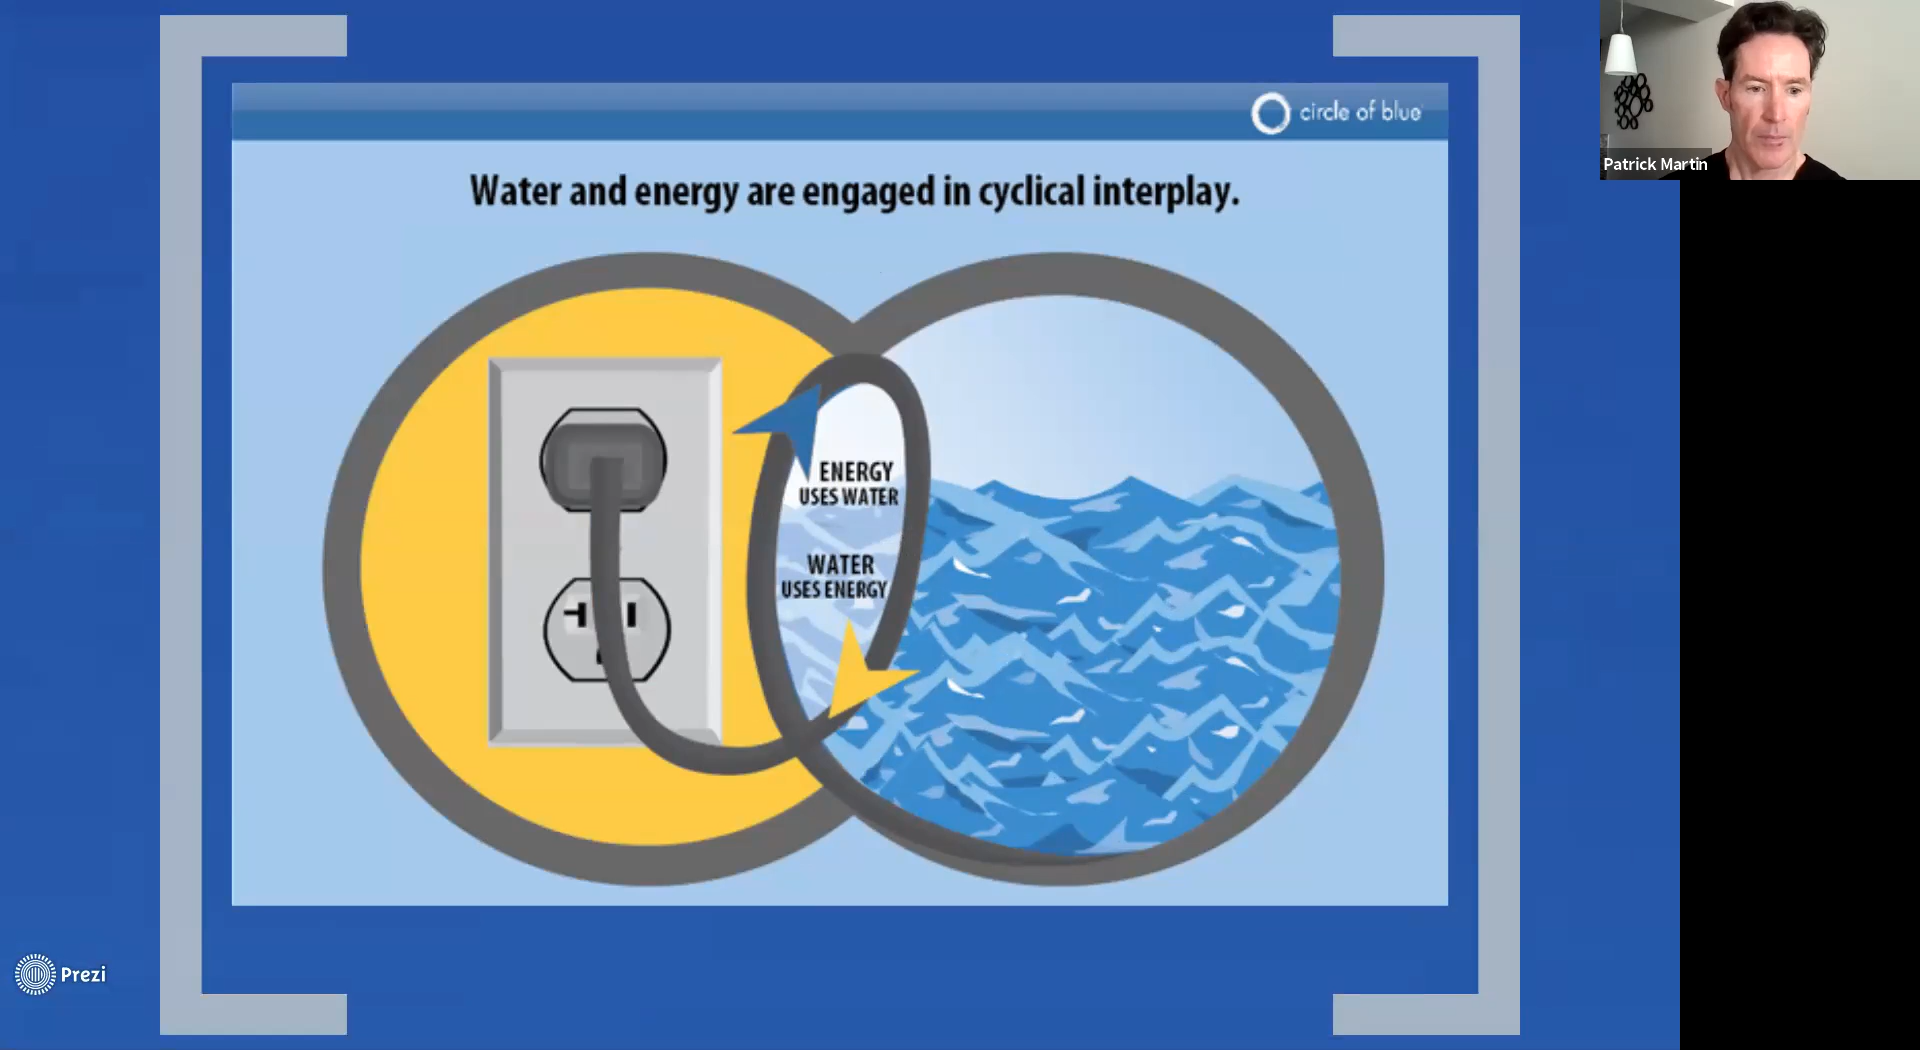 circle of blue
Patrick Martin
Water and energy are engaged in cyclical interplay.
ENERGY
USES WATER
WATER
USES ENERGY
Prezi